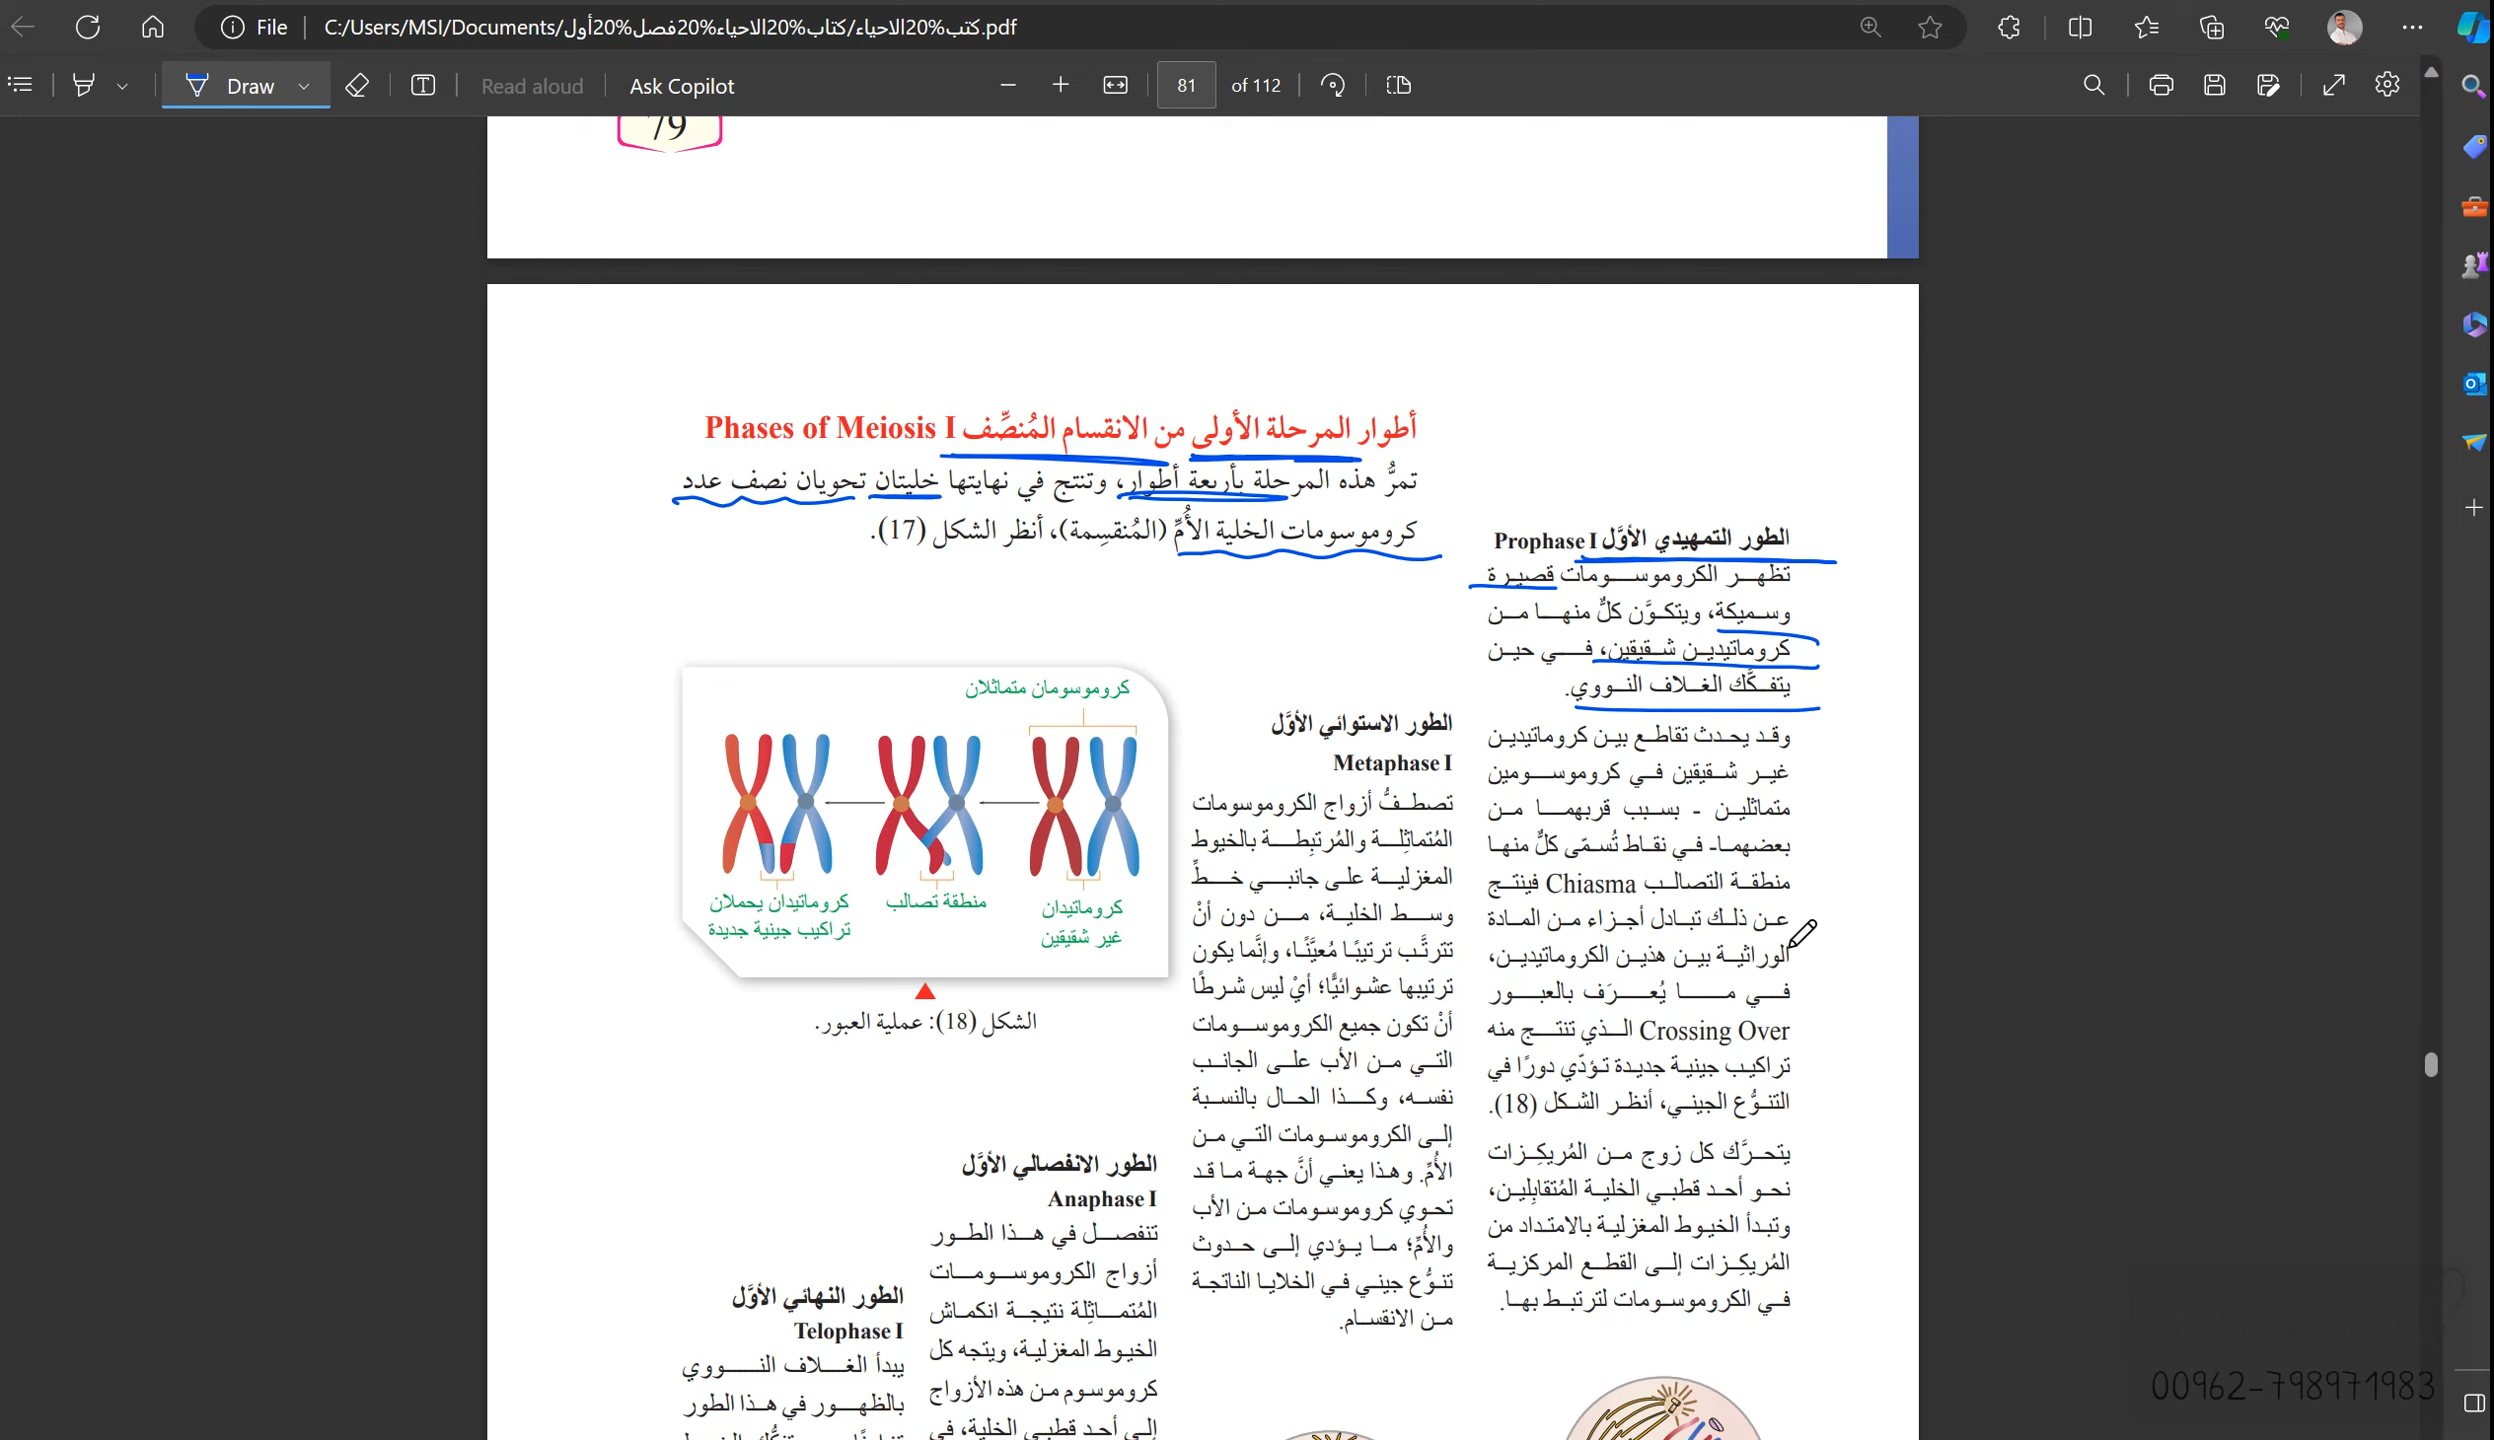 File
C:/Users/MSI/Documents/كتب%20الاحياء/كتاب%20الاحياء%20فصل%20أول.pdf
Draw
Read aloud
Ask Copilot
81
of 112
79
أطوار المرحلة الأولى من الانقسام المُنصِّف Phases of Meiosis I
تمرُّ هذه المرحلة بأربعة أطوار، وتنتج في نهايتها خليتان تحويان نصف عدد
كروموسومات الخلية الأُمِّ (المُنقسِمة)، أنظر الشكل (17).
الطور التمهيدي الأوَّل Prophase I
تظهر الكروموسومات قصيرة
وسميكة، ويتكوَّن كلٌّ منها من
كروماتيدين شقيقين، في حين
يتفكَّك الغلاف النووي.
وقد يحدث تقاطع بين كروماتيدين
غير شقيقين في كروموسومين
متماثلين - بسبب قربهما من
بعضهما- في نقاط تُسمّى كلٌّ منها
منطقة التصالب Chiasma فينتج
عن ذلك تبادل أجزاء من المادة
الوراثية بين هذين الكروماتيدين،
في ما يُعرَف بالعبور
Crossing Over الذي تنتج منه
تراكيب جينية جديدة تؤدّي دورًا في
التنوُّع الجيني، أنظر الشكل (18).
يتحرَّك كل زوج من المُريكِزات
نحو أحد قطبي الخلية المُتقابِلين،
وتبدأ الخيوط المغزلية بالامتداد من
المُريكِزات إلى القطع المركزية
في الكروموسومات لترتبط بها.
الطور الاستوائي الأوَّل
Metaphase I
تصطفُّ أزواج الكروموسومات
المُتماثِلة والمُرتبِطة بالخيوط
المغزلية على جانبي خطِّ
وسط الخلية، من دون أنْ
تترتَّب ترتيبًا مُعيَّنًا، وإنَّما يكون
ترتيبها عشوائيًّا؛ أيْ ليس شرطًا
أنْ تكون جميع الكروموسومات
التي من الأب على الجانب
نفسه، وكذا الحال بالنسبة
إلى الكروموسومات التي من
الأُمِّ. وهذا يعني أنَّ جهة ما قد
تحوي كروموسومات من الأب
والأُمِّ؛ ما يؤدي إلى حدوث
تنوُّع جيني في الخلايا الناتجة
من الانقسام.
كروموسومان متماثلان
كروماتيدان
غير شقيقين
منطقة تصالب
كروماتيدان يحملان
تراكيب جينية جديدة
الشكل (18): عملية العبور.
الطور الانفصالي الأوَّل
Anaphase I
تنفصل في هذا الطور
أزواج الكروموسومات
المُتماثِلة نتيجة انكماش
الخيوط المغزلية، ويتجه كل
كروموسوم من هذه الأزواج
إلى أحد قطبي الخلية، في
الطور النهائي الأوَّل
Telophase I
يبدأ الغلاف النووي
بالظهور في هذا الطور
00962-798971983